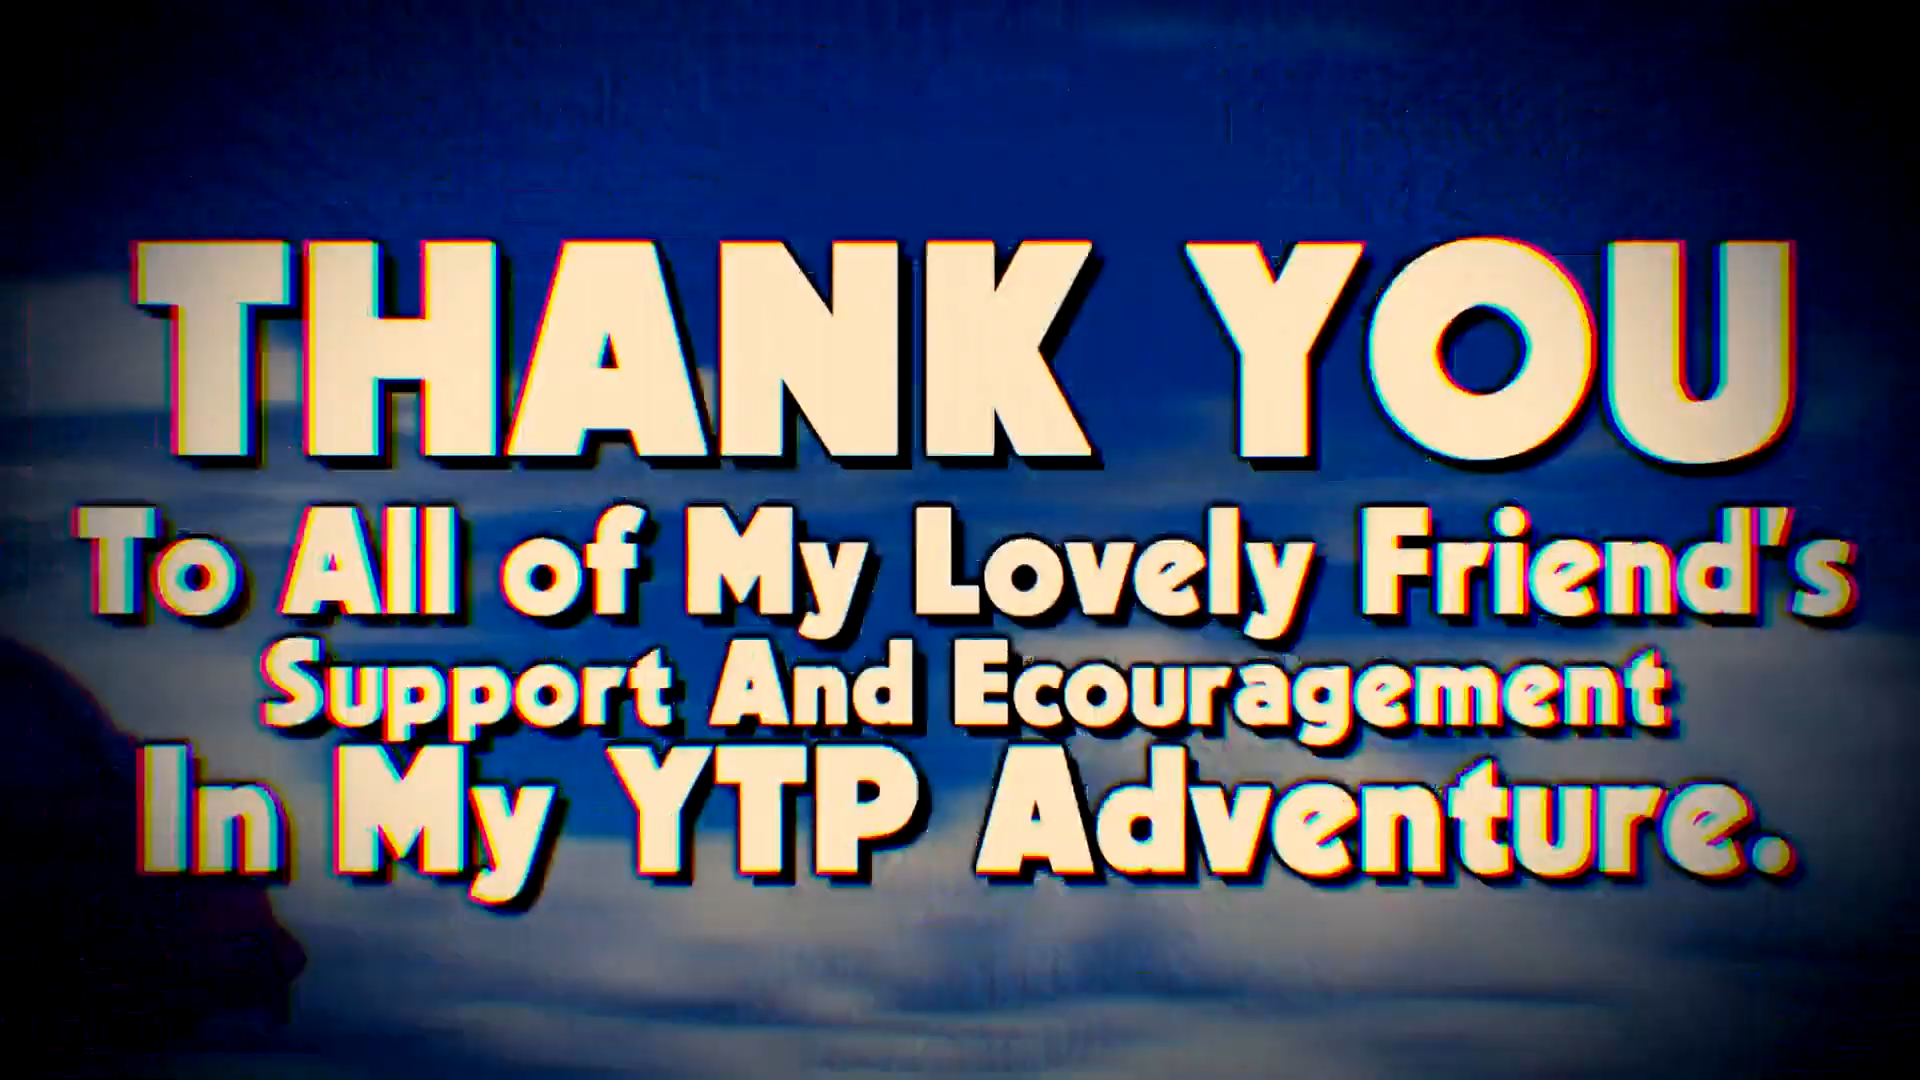 THANK YOU
To All of My Lovely Friend's
Support And Ecouragement
In My YTP Adventure.